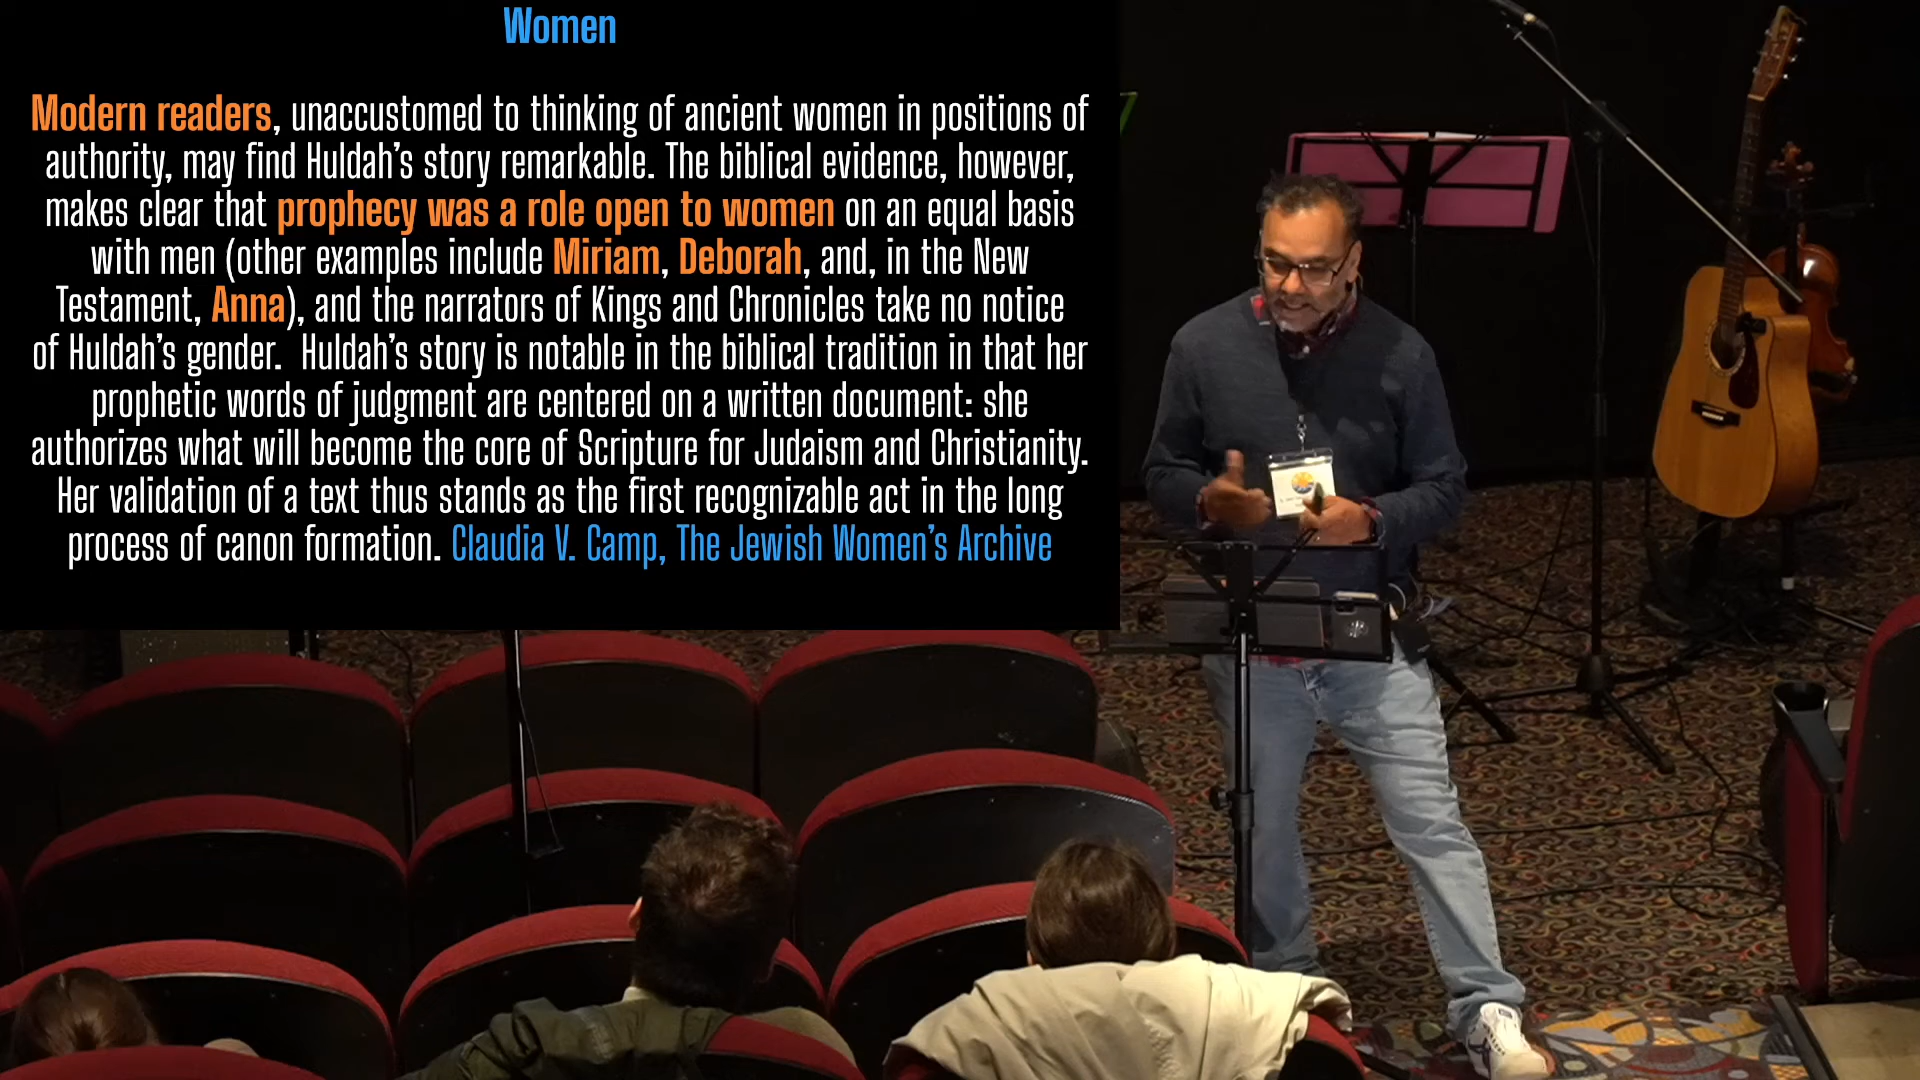 Women
Modern readers, unaccustomed to thinking of ancient women in positions of
authority, may find Huldah’s story remarkable. The biblical evidence, however,
makes clear that prophecy was a role open to women on an equal basis
with men (other examples include Miriam, Deborah, and, in the New
Testament, Anna), and the narrators of Kings and Chronicles take no notice
of Huldah’s gender.  Huldah’s story is notable in the biblical tradition in that her
prophetic words of judgment are centered on a written document: she
authorizes what will become the core of Scripture for Judaism and Christianity.
Her validation of a text thus stands as the first recognizable act in the long
process of canon formation. Claudia V. Camp, The Jewish Women’s Archive